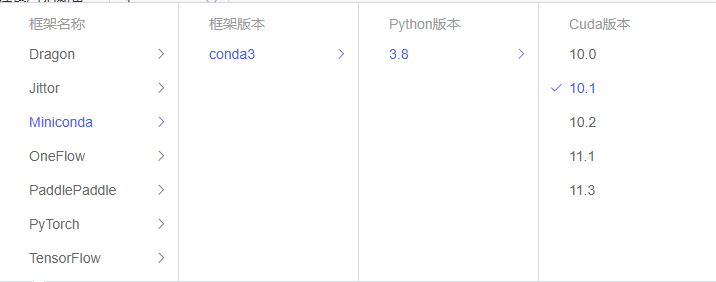 框架名称
Dragon
Jittor
Miniconda
OneFlow
PaddlePaddle
PyTorch
TensorFlow
框架版本
conda3
Python版本
3.8
Cuda版本
10.0
10.1
10.2
11.1
11.3